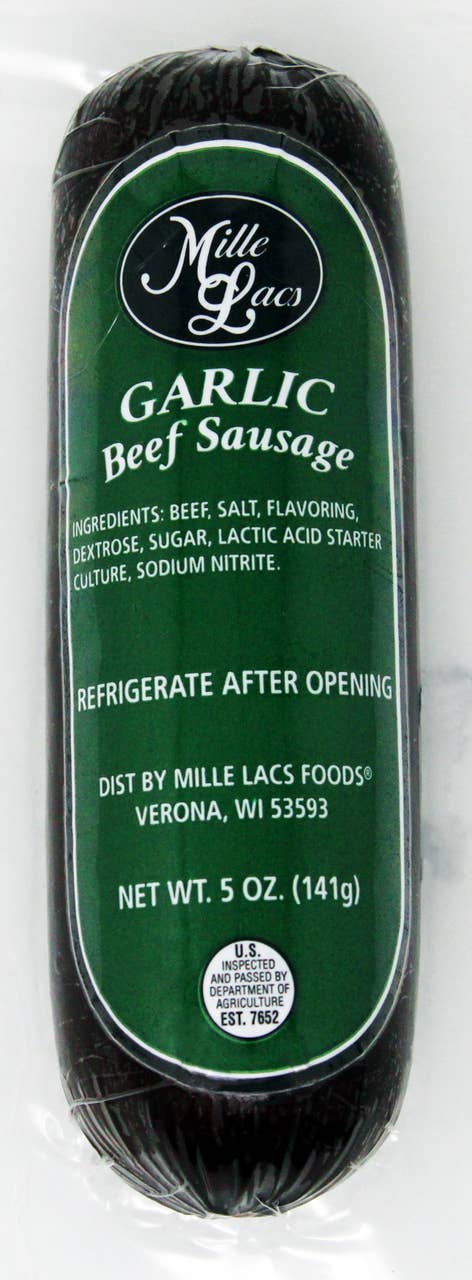 Mille
Lacs
GARLIC
Beef Sausage
INGREDIENTS: BEEF, SALT, FLAVORING,
DEXTROSE, SUGAR, LACTIC ACID STARTER
CULTURE, SODIUM NITRITE.
REFRIGERATE AFTER OPENING
DIST BY MILLE LACS FOODS®
VERONA, WI 53593
NET WT. 5 OZ. (141g)
U.S.
INSPECTED
AND PASSED BY
DEPARTMENT OF
AGRICULTURE
EST. 7652